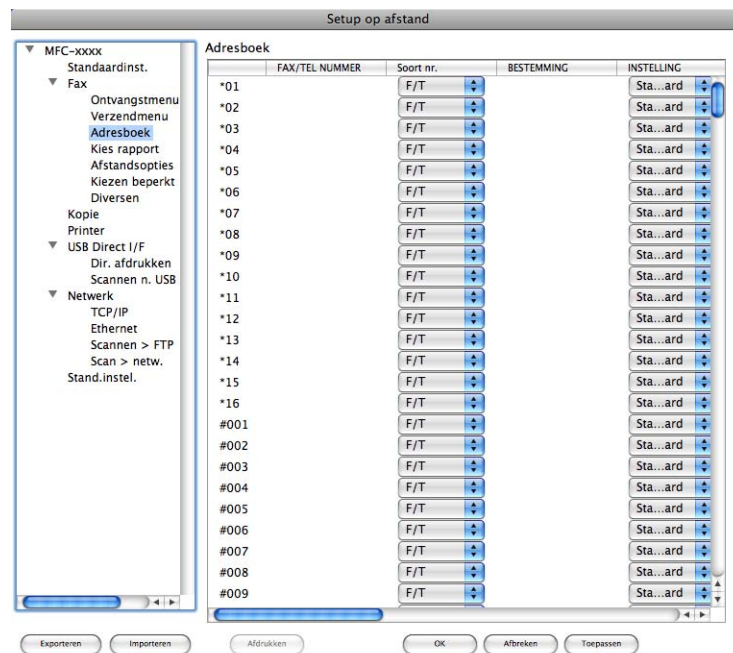 Setup op afstand
MFC-xxxx
Standaardinst.
Fax
Ontvangstmenu
Verzendmenu
Adresboek
Kies rapport
Afstandsopties
Kiezen beperkt
Diversen
Kopie
Printer
USB Direct I/F
Dir. afdrukken
Scannen n. USB
Netwerk
TCP/IP
Ethernet
Scannen > FTP
Scan > netw.
Stand.instel.
Adresboek
FAX/TEL NUMMER Soort nr. BESTEMMING INSTELLING
*01 F/T Sta...ard
*02 F/T Sta...ard
*03 F/T Sta...ard
*04 F/T Sta...ard
*05 F/T Sta...ard
*06 F/T Sta...ard
*07 F/T Sta...ard
*08 F/T Sta...ard
*09 F/T Sta...ard
*10 F/T Sta...ard
*11 F/T Sta...ard
*12 F/T Sta...ard
*13 F/T Sta...ard
*14 F/T Sta...ard
*15 F/T Sta...ard
*16 F/T Sta...ard
#001 F/T Sta...ard
#002 F/T Sta...ard
#003 F/T Sta...ard
#004 F/T Sta...ard
#005 F/T Sta...ard
#006 F/T Sta...ard
#007 F/T Sta...ard
#008 F/T Sta...ard
#009 F/T Sta...ard
Exporteren Importeren Afdrukken OK Afbreken Toepassen